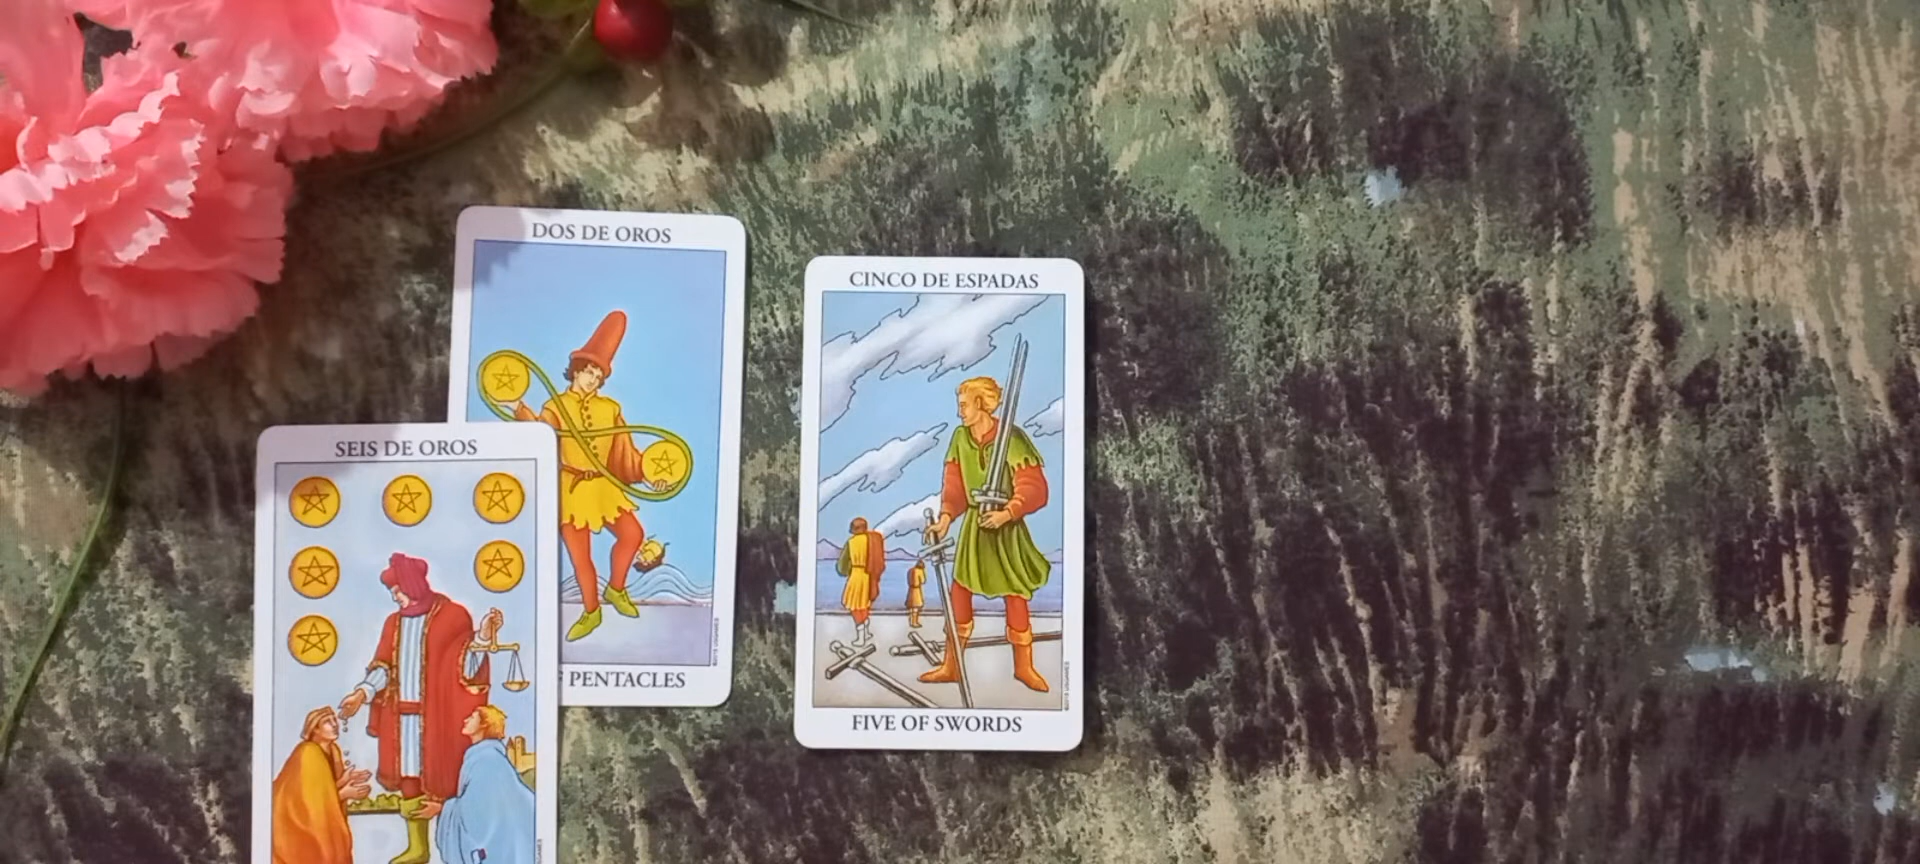 DOS DE OROS
PENTACLES
SEIS DE OROS
CINCO DE ESPADAS
FIVE OF SWORDS